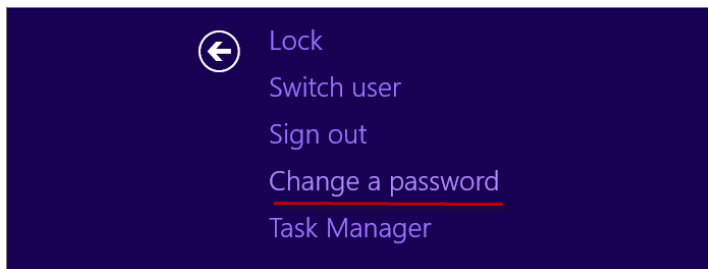 Lock
Switch user
Sign out
Change a password
Task Manager